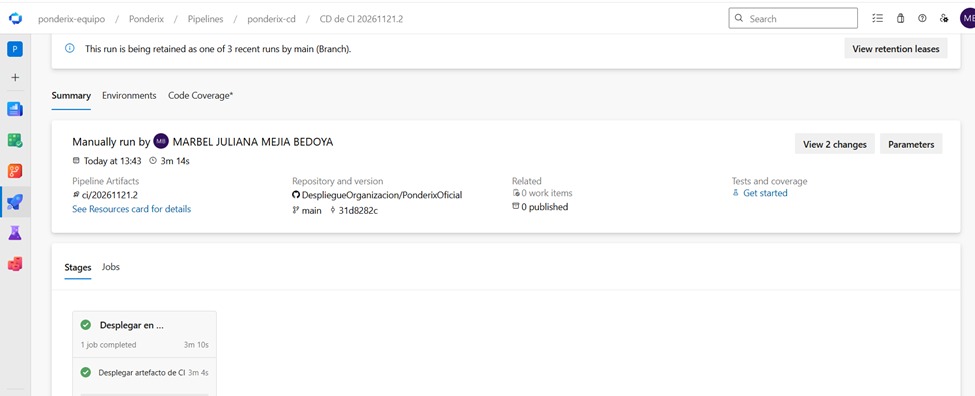 ponderix-equipo / Ponderix / Pipelines / ponderix-cd / CD de CI 20261121.2
Search
MB
P
This run is being retained as one of 3 recent runs by main (Branch).
View retention leases
Summary Environments Code Coverage*
Manually run by MB MARBEL JULIANA MEJIA BEDOYA
View 2 changes Parameters
Today at 13:43 3m 14s
Pipeline Artifacts Repository and version Related Tests and coverage
ci/20261121.2 DespliegueOrganizacion/PonderixOficial 0 work items Get started
See Resources card for details main 31d8282c 0 published
Stages Jobs
Desplegar en ...
1 job completed 3m 10s
Desplegar artefacto de CI 3m 4s